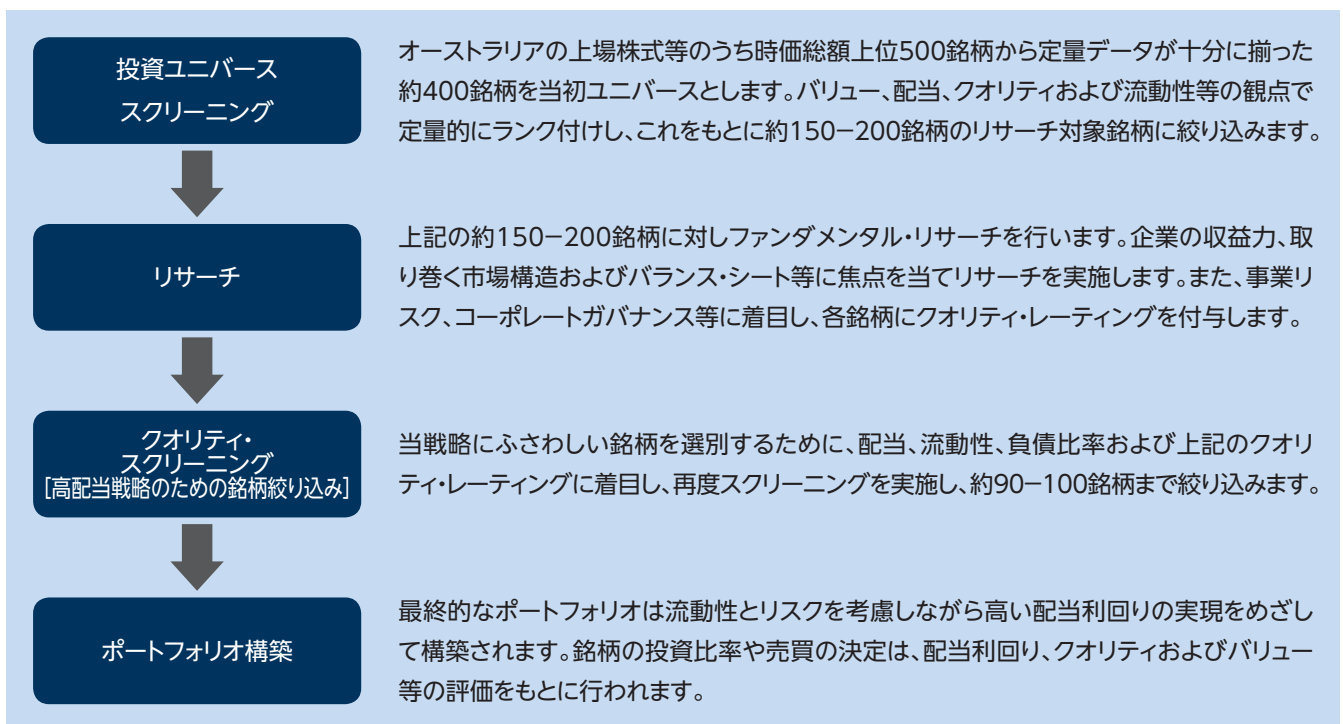 投資ユニバース
スクリーニング
オーストラリアの上場株式等のうち時価総額上位500銘柄から定量データが十分に揃った
約400銘柄を当初ユニバースとします。バリュー、配当、クオリティおよび流動性等の観点で
定量的にランク付けし、これをもとに約150−200銘柄のリサーチ対象銘柄に絞り込みます。
リサーチ
上記の約150−200銘柄に対しファンダメンタル・リサーチを行います。企業の収益力、取
り巻く市場構造およびバランス・シート等に焦点を当てリサーチを実施します。また、事業リ
スク、コーポレートガバナンス等に着目し、各銘柄にクオリティ・レーティングを付与します。
クオリティ・
スクリーニング
[高配当戦略のための銘柄絞り込み]
当戦略にふさわしい銘柄を選別するために、配当、流動性、負債比率および上記のクオリ
ティ・レーティングに着目し、再度スクリーニングを実施し、約90−100銘柄まで絞り込みます。
ポートフォリオ構築
最終的なポートフォリオは流動性とリスクを考慮しながら高い配当利回りの実現をめざし
て構築されます。銘柄の投資比率や売買の決定は、配当利回り、クオリティおよびバリュー
等の評価をもとに行われます。